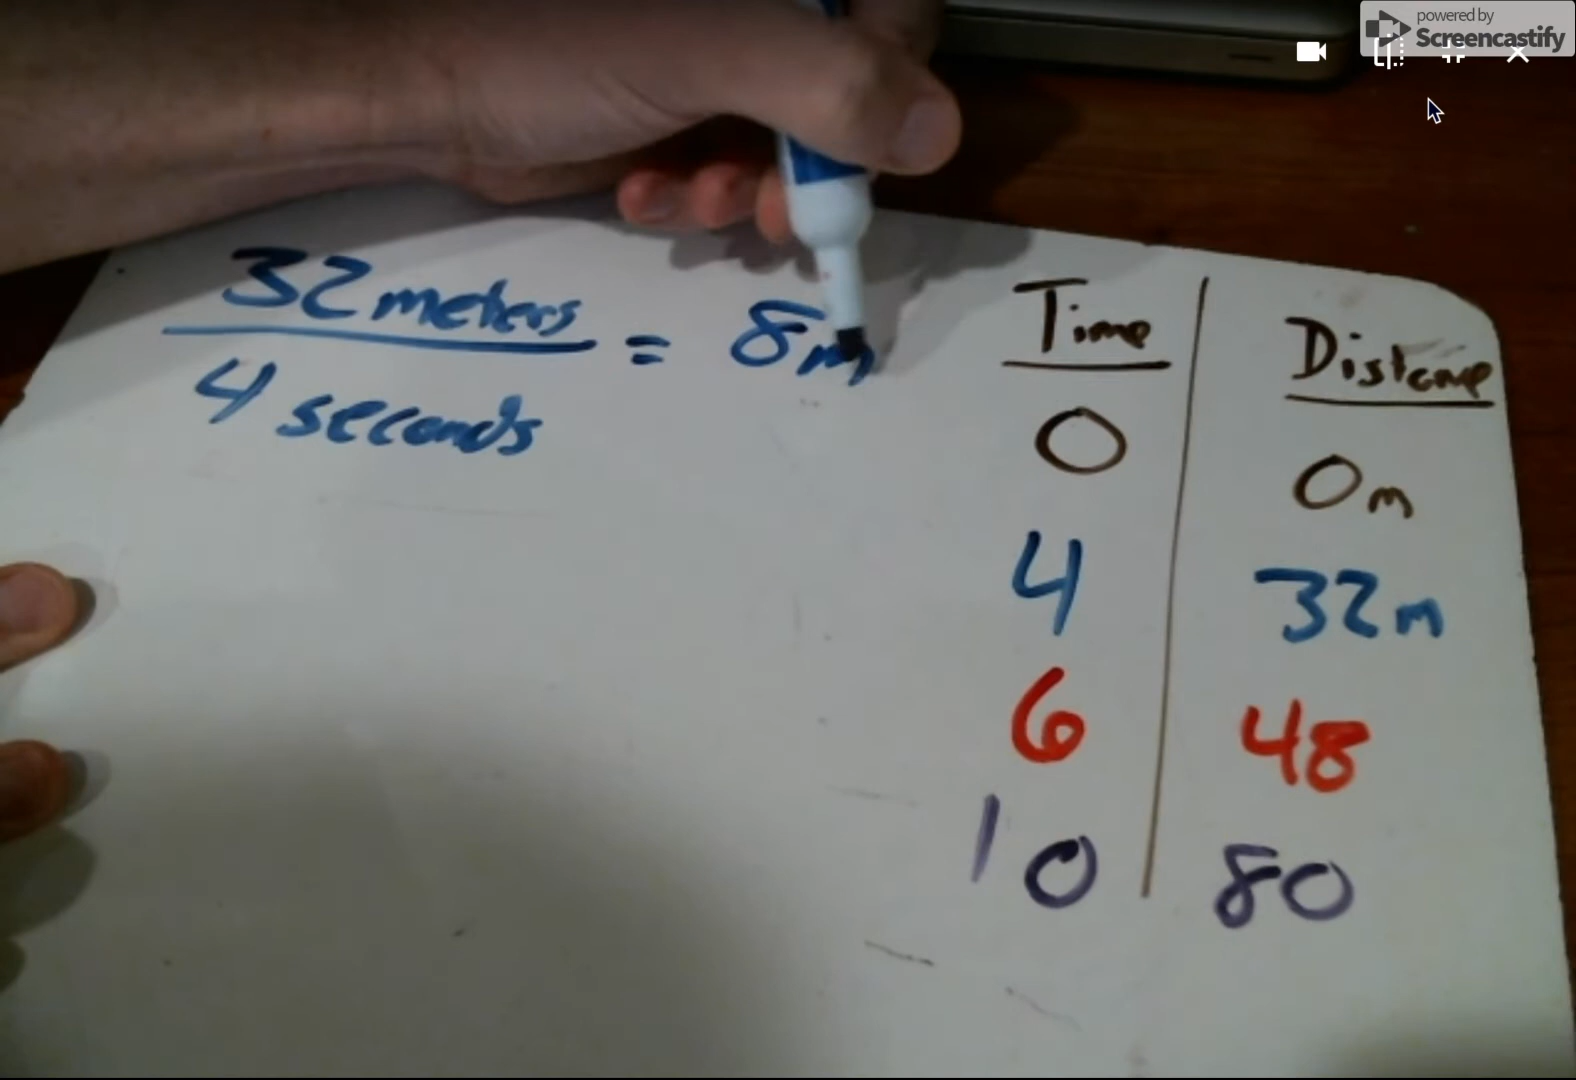 powered by
Screencastify
32 meters
4 seconds
= 8m
Time Distance
0 0m
4 32m
6 48
10 80